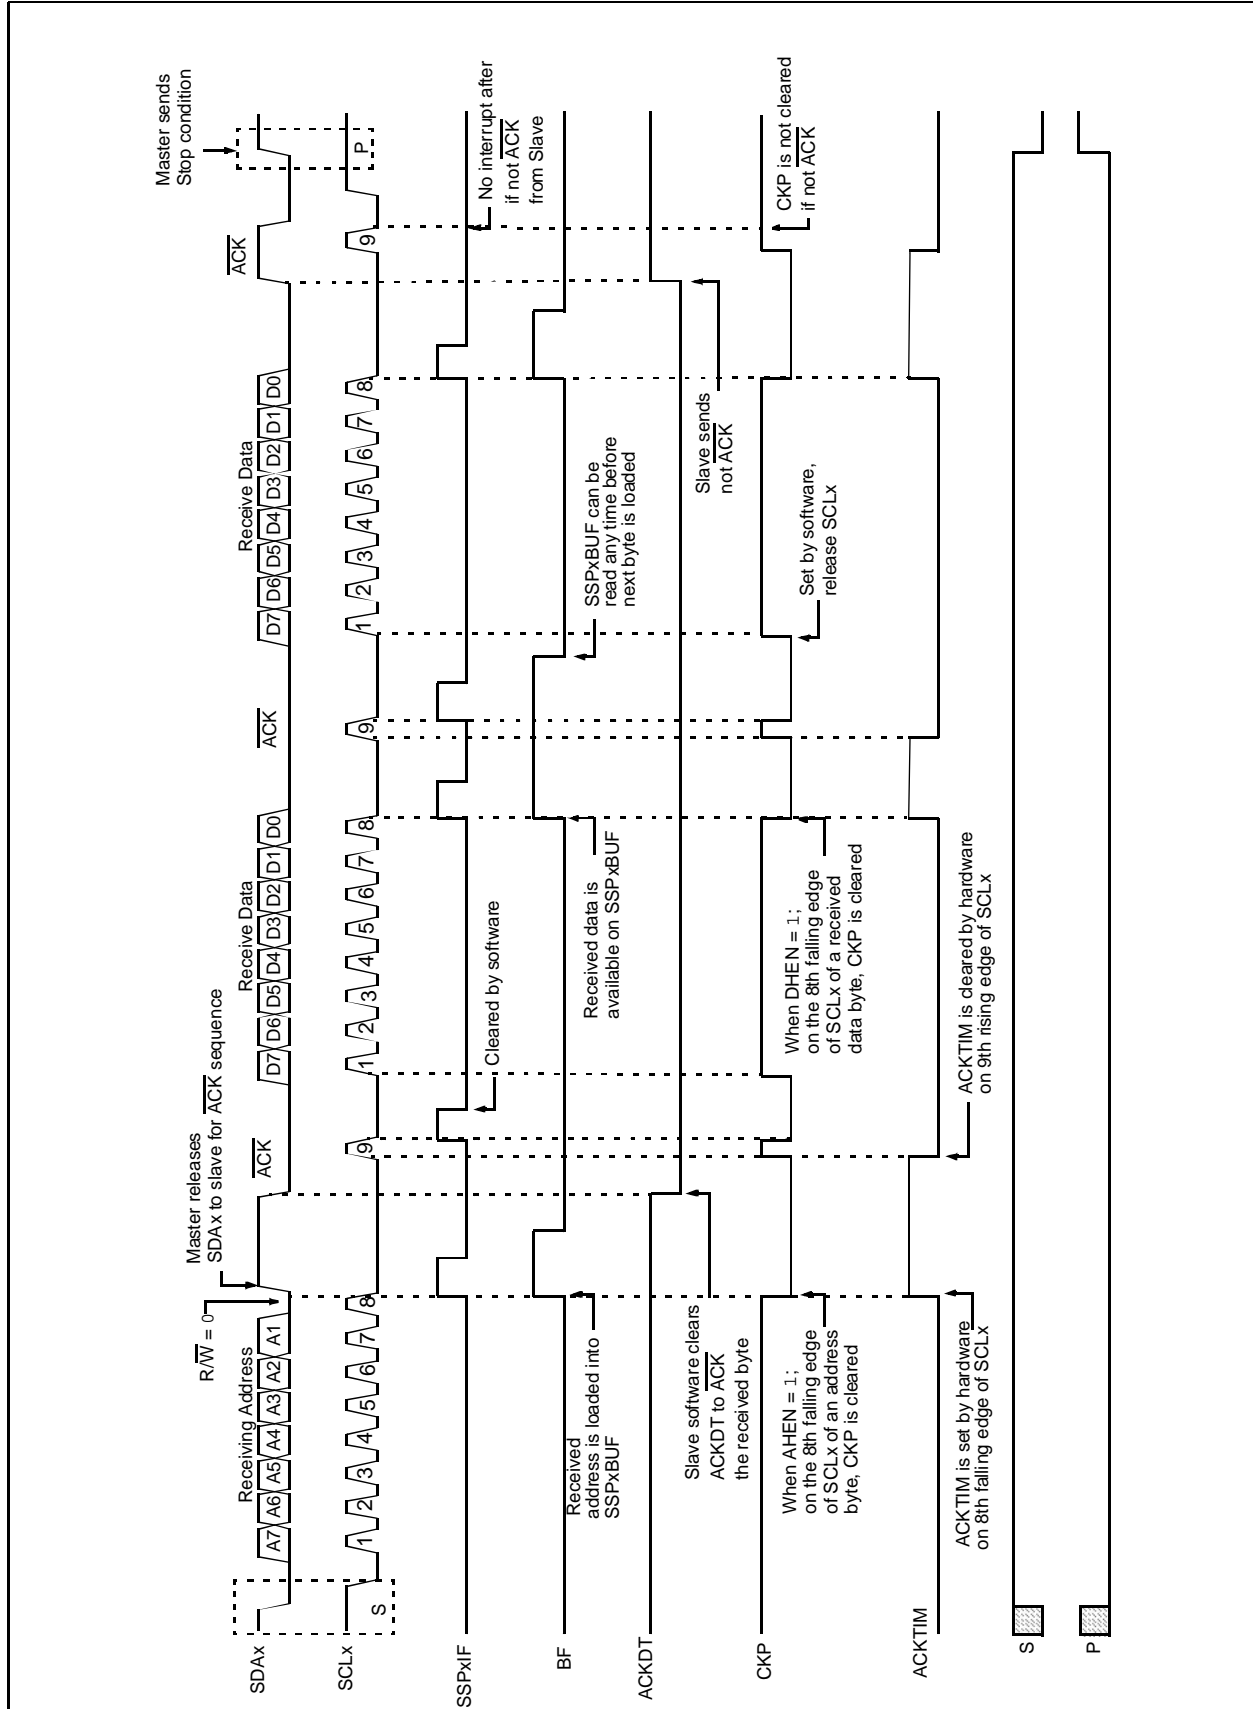 Master sends
Stop condition
Master releases
SDAx to slave for ACK sequence
R/W = 0
Receiving Address
Receive Data
Receive Data
SDAx
A7 A6 A5 A4 A3 A2 A1
ACK
D7 D6 D5 D4 D3 D2 D1 D0
ACK
D7 D6 D5 D4 D3 D2 D1 D0
ACK
SCLx
S
1 2 3 4 5 6 7 8 9
1 2 3 4 5 6 7 8 9
1 2 3 4 5 6 7 8 9
P
SSPxIF
Cleared by software
No interrupt after
if not ACK
from Slave
BF
Received
address is loaded into
SSPxBUF
Received data is
available on SSPxBUF
SSPxBUF can be
read any time before
next byte is loaded
ACKDT
Slave software clears
ACKDT to ACK
the received byte
Slave sends
not ACK
CKP
When AHEN = 1;
on the 8th falling edge
of SCLx of an address
byte, CKP is cleared
When DHEN = 1;
on the 8th falling edge
of SCLx of a received
data byte, CKP is cleared
Set by software,
release SCLx
CKP is not cleared
if not ACK
ACKTIM
ACKTIM is set by hardware
on 8th falling edge of SCLx
ACKTIM is cleared by hardware
on 9th rising edge of SCLx
S
P